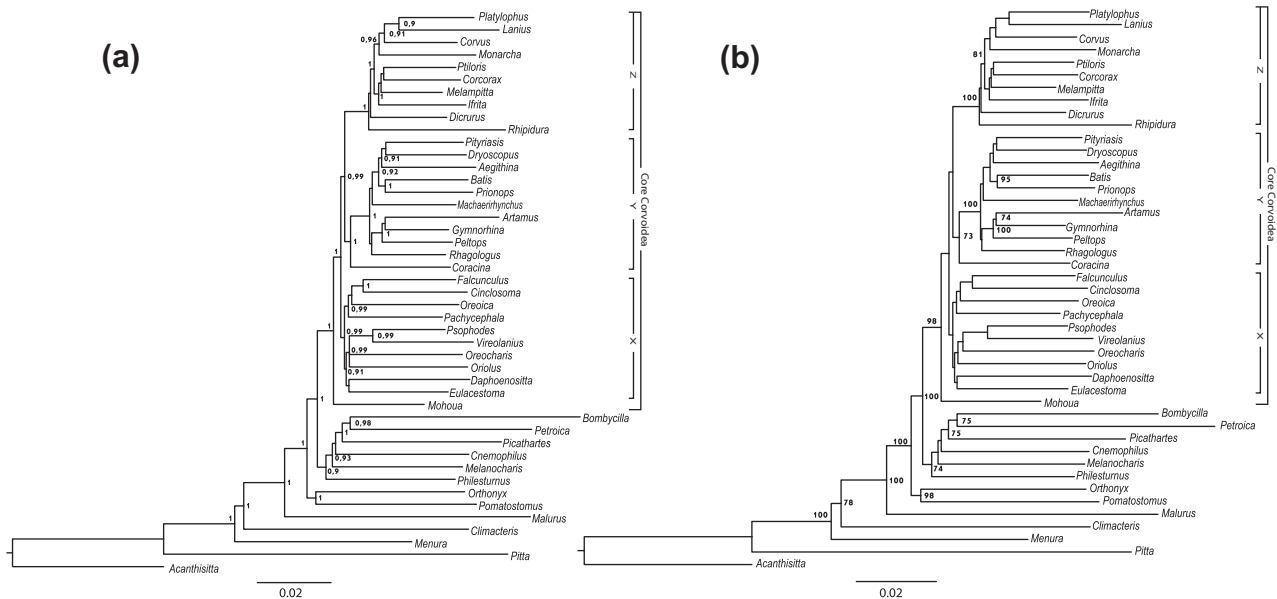 (a)
Platylophus
0,9
Lanius
0,91
0,96
Corvus
Monarcha
1
Ptiloris
Corcorax
Melampitta
1
Ifrita
1
Dicrurus
Rhipidura
Z
Pityriasis
Dryoscopus
0,91
Aegithina
0,92
0,99
Batis
1
Prionops
Machaerirhynchus
1
Artamus
Gymnorhina
1
Peltops
1
Rhagologus
1
Coracina
Y
Core Corvoidea
Falcunculus
1
Cinclosoma
Oreoica
0,99
Pachycephala
1
0,99
Psophodes
0,99
Vireolanius
0,99
Oreocharis
Oriolus
0,91
Daphoenositta
Eulacestoma
X
1
Mohoua
Bombycilla
0,98
Petroica
1
Picathartes
0,93
Cnemophilus
0,9
Melanocharis
Philesturnus
1
Orthonyx
1
Pomatostomus
1
Malurus
1
Climacteris
1
Menura
Pitta
Acanthisitta
0.02
(b)
Platylophus
Lanius
Corvus
81
Monarcha
Ptiloris
Corcorax
Melampitta
100
Ifrita
Dicrurus
Rhipidura
Z
Pityriasis
Dryoscopus
Aegithina
Batis
95
Prionops
100
Machaerirhynchus
Artamus
74
Gymnorhina
100
73
Peltops
Rhagologus
Coracina
Y
Core Corvoidea
Falcunculus
Cinclosoma
Oreoica
Pachycephala
98
Psophodes
Vireolanius
Oreocharis
Oriolus
Daphoenositta
Eulacestoma
X
100
Mohoua
Bombycilla
75
Petroica
75
Picathartes
100
Cnemophilus
74
Melanocharis
Philesturnus
100
Orthonyx
98
Pomatostomus
78
Malurus
100
Climacteris
Menura
Pitta
Acanthisitta
0.02